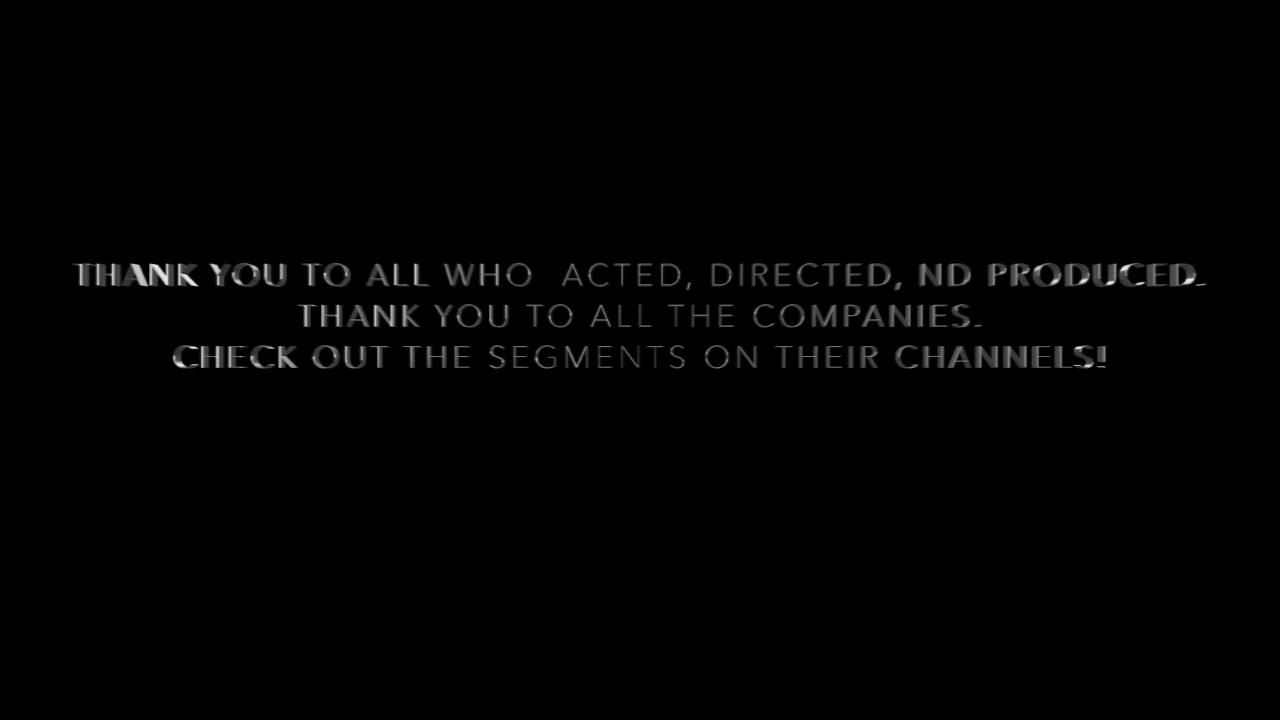 THANK YOU TO ALL WHO  ACTED, DIRECTED, ND PRODUCED.
THANK YOU TO ALL THE COMPANIES.
CHECK OUT THE SEGMENTS ON THEIR CHANNELS!